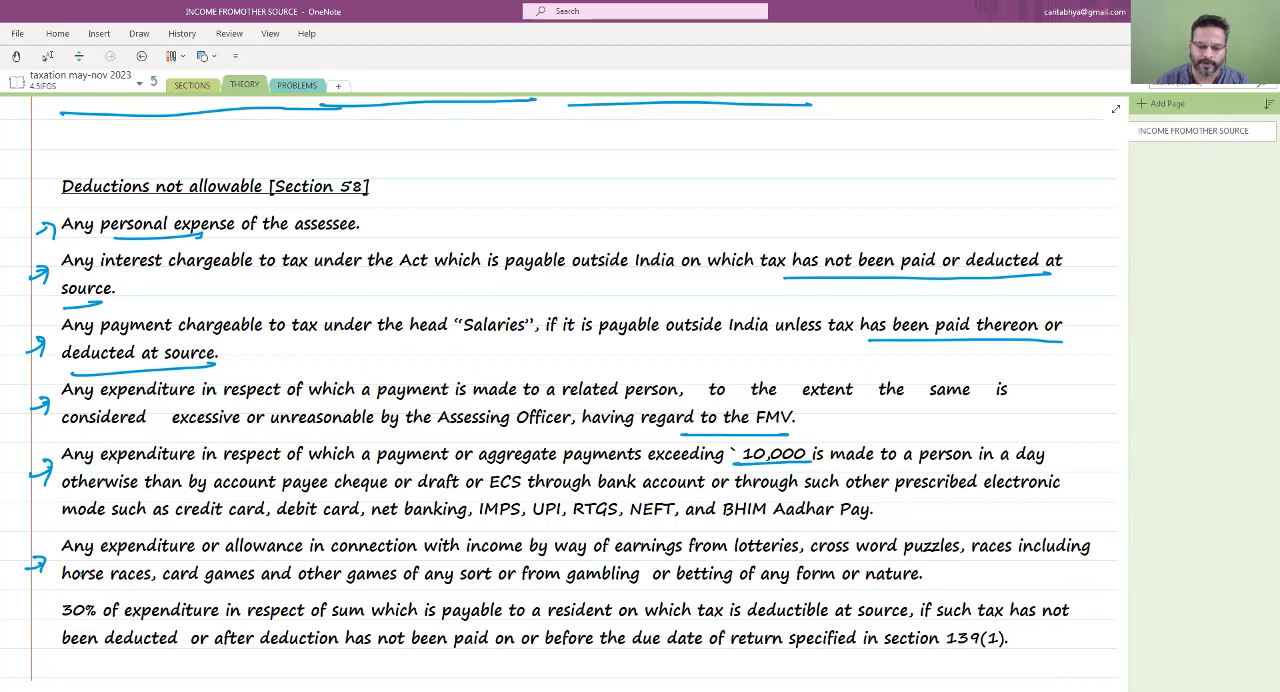 INCOME FROMOTHER SOURCE - OneNote
Search
cantabhya@gmail.com
File Home Insert Draw History Review View Help
taxation may-nov 2023
4.5IFOS
SECTIONS THEORY PROBLEMS +
Add Page
INCOME FROMOTHER SOURCE
Deductions not allowable [Section 58]
Any personal expense of the assessee.
Any interest chargeable to tax under the Act which is payable outside India on which tax has not been paid or deducted at
source.
Any payment chargeable to tax under the head “Salaries”, if it is payable outside India unless tax has been paid thereon or
deducted at source.
Any expenditure in respect of which a payment is made to a related person, to the extent the same is
considered excessive or unreasonable by the Assessing Officer, having regard to the FMV.
Any expenditure in respect of which a payment or aggregate payments exceeding ` 10,000 is made to a person in a day
otherwise than by account payee cheque or draft or ECS through bank account or through such other prescribed electronic
mode such as credit card, debit card, net banking, IMPS, UPI, RTGS, NEFT, and BHIM Aadhar Pay.
Any expenditure or allowance in connection with income by way of earnings from lotteries, cross word puzzles, races including
horse races, card games and other games of any sort or from gambling or betting of any form or nature.
30% of expenditure in respect of sum which is payable to a resident on which tax is deductible at source, if such tax has not
been deducted or after deduction has not been paid on or before the due date of return specified in section 139(1).